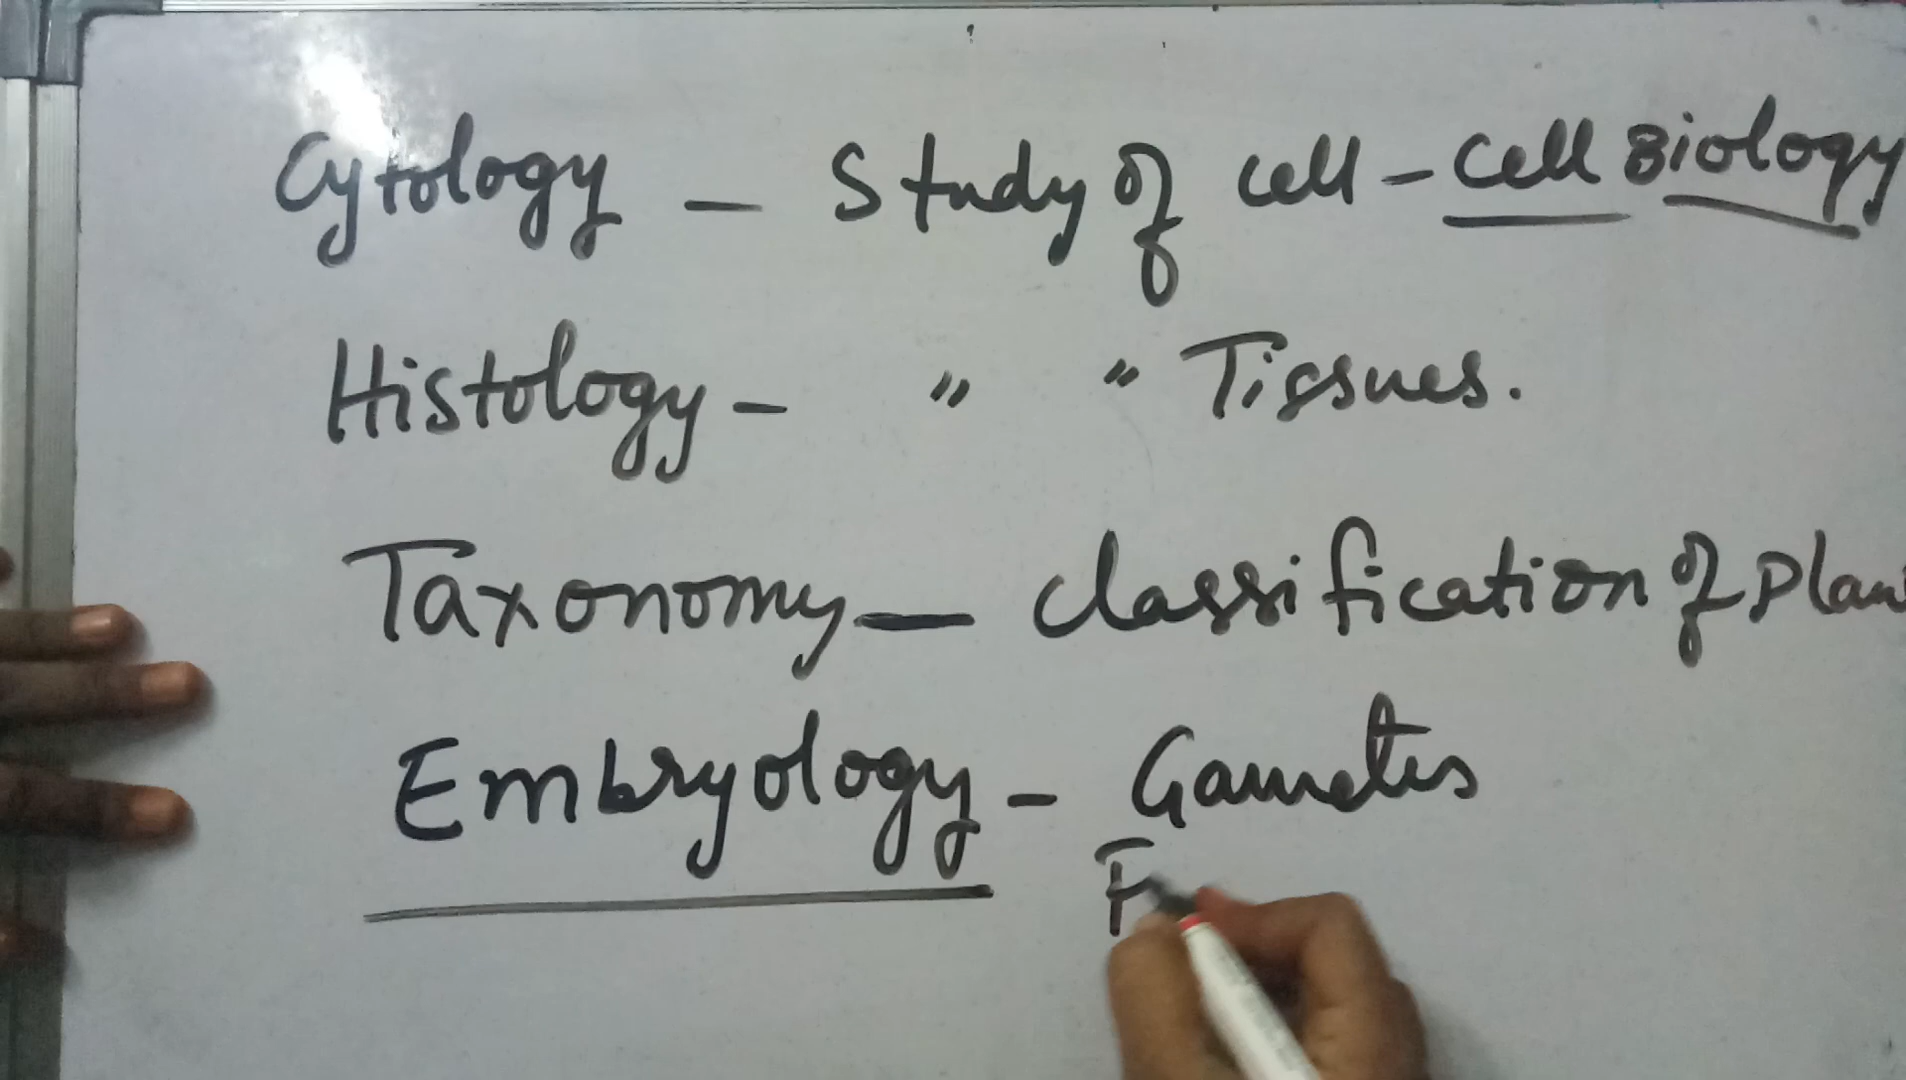 Cytology — Study of cell - Cell Biology
Histology - " " Tissues.
Taxonomy — Classification of Plan
Embryology - Gametes
F